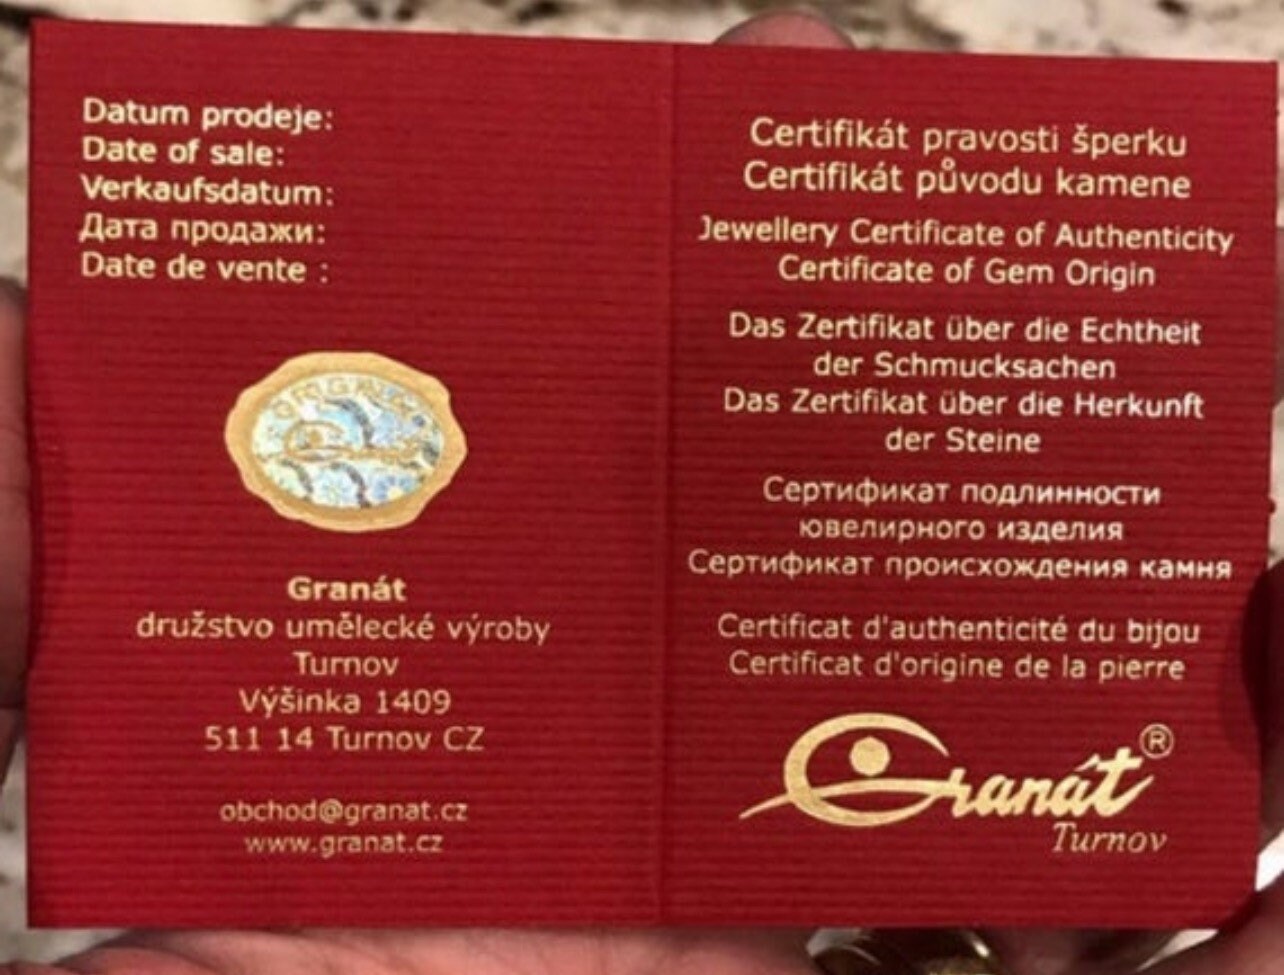 Datum prodeje:
Date of sale:
Verkaufsdatum:
Дата продажи:
Date de vente :
Granát
družstvo umělecké výroby
Turnov
Výšinka 1409
511 14 Turnov CZ
obchod@granat.cz
www.granat.cz
Certifikát pravosti šperku
Certifikát původu kamene
Jewellery Certificate of Authenticity
Certificate of Gem Origin
Das Zertifikat über die Echtheit
der Schmucksachen
Das Zertifikat über die Herkunft
der Steine
Сертификат подлинности
ювелирного изделия
Сертификат происхождения камня
Certificat d'authenticité du bijou
Certificat d'origine de la pierre
Granát®
Turnov